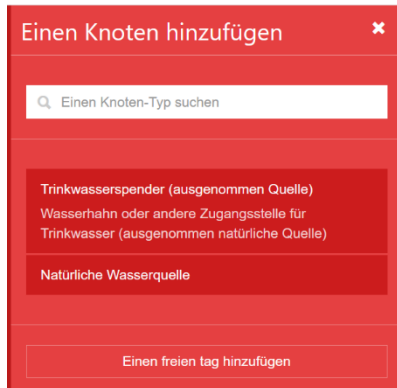 Einen Knoten hinzufügen
Einen Knoten-Typ suchen
Trinkwasserspender (ausgenommen Quelle)
Wasserhahn oder andere Zugangsstelle für
Trinkwasser (ausgenommen natürliche Quelle)
Natürliche Wasserquelle
Einen freien tag hinzufügen